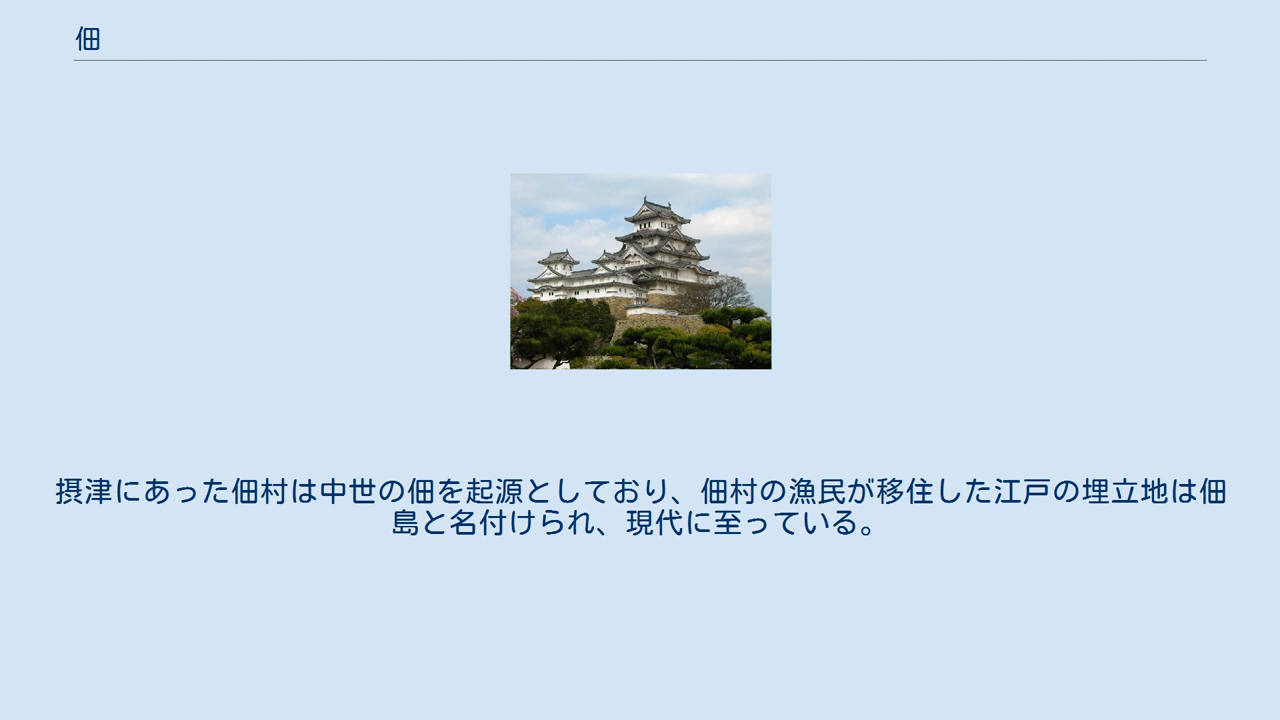 佃
摂津にあった佃村は中世の佃を起源としており、佃村の漁民が移住した江戸の埋立地は佃
島と名付けられ、現代に至っている。